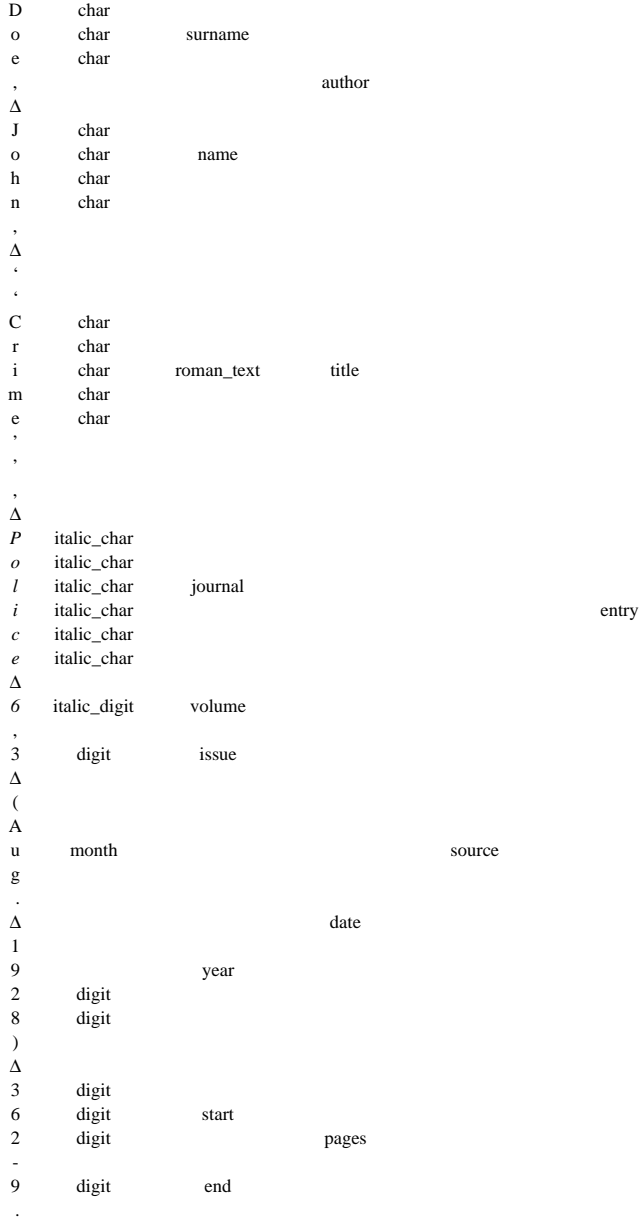 D char
o char surname
e char
, author
Δ
J char
o char name
h char
n char
,
Δ
‘
‘
C char
r char
i char roman_text title
m char
e char
’
’
,
Δ
P italic_char
o italic_char
l italic_char journal
i italic_char entry
c italic_char
e italic_char
Δ
6 italic_digit volume
,
3 digit issue
Δ
(
A
u month source
g
.
Δ date
1
9 year
2 digit
8 digit
)
Δ
3 digit
6 digit start
2 digit pages
-
9 digit end
.